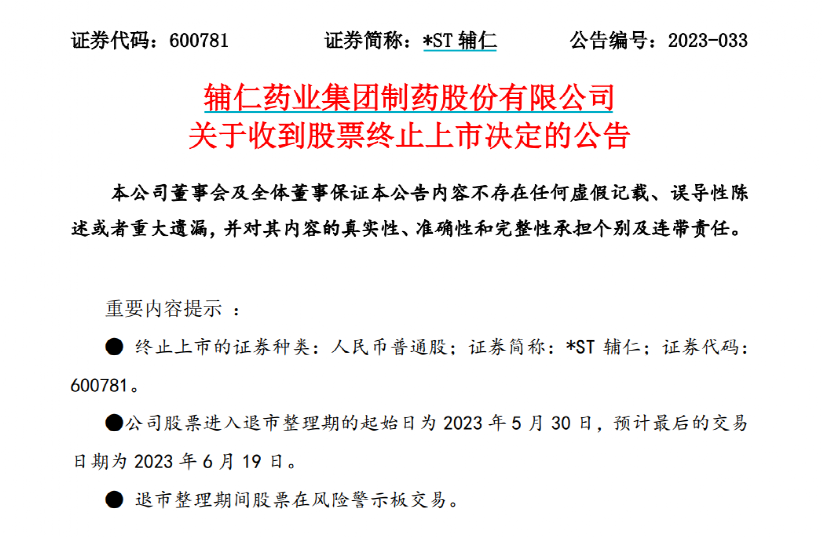 证券代码：600781 证券简称：*ST 辅仁 公告编号：2023-033
辅仁药业集团制药股份有限公司
关于收到股票终止上市决定的公告
本公司董事会及全体董事保证本公告内容不存在任何虚假记载、误导性陈
述或者重大遗漏，并对其内容的真实性、准确性和完整性承担个别及连带责任。
重要内容提示 ：
● 终止上市的证券种类：人民币普通股；证券简称：*ST 辅仁；证券代码：
600781。
●公司股票进入退市整理期的起始日为 2023 年 5 月 30 日，预计最后的交易
日期为 2023 年 6 月 19 日。
● 退市整理期间股票在风险警示板交易。